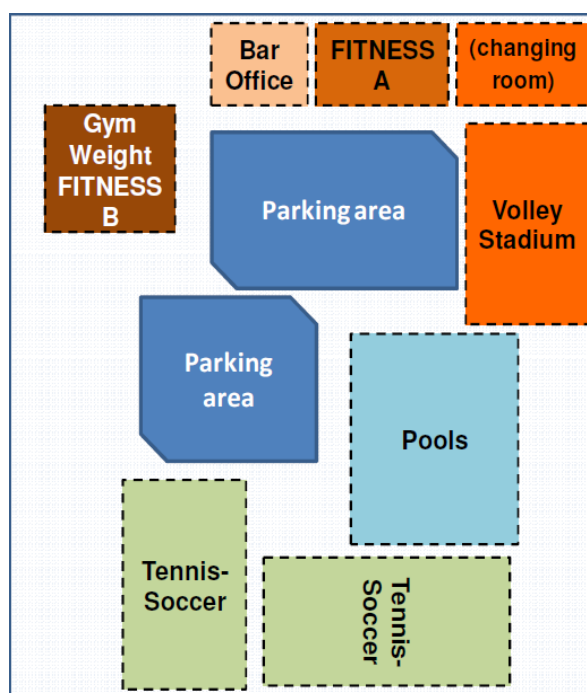 Bar
Office
FITNESS
A
(changing
room)
Gym
Weight
FITNESS
B
Parking area
Volley
Stadium
Parking
area
Pools
Tennis-
Soccer
Tennis-
Soccer